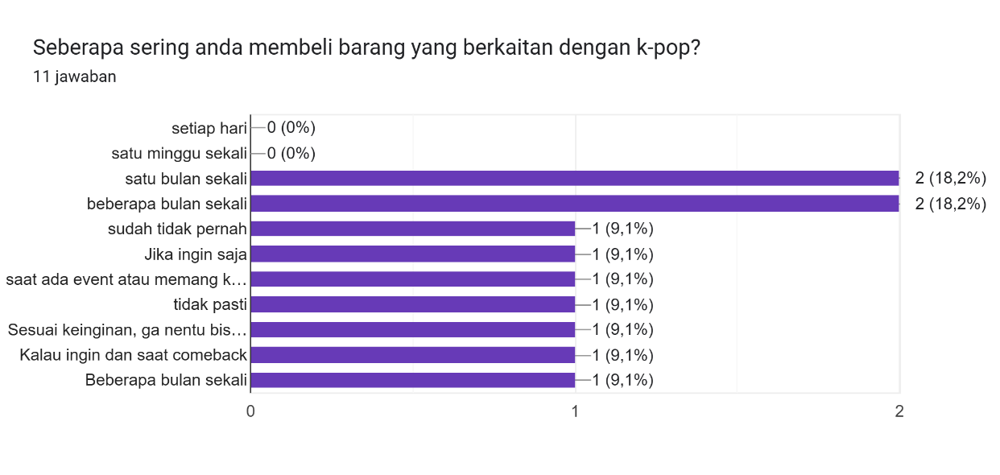 Seberapa sering anda membeli barang yang berkaitan dengan k-pop?
11 jawaban
setiap hari 0 (0%)
satu minggu sekali 0 (0%)
satu bulan sekali 2 (18,2%)
beberapa bulan sekali 2 (18,2%)
sudah tidak pernah 1 (9,1%)
Jika ingin saja 1 (9,1%)
saat ada event atau memang k... 1 (9,1%)
tidak pasti 1 (9,1%)
Sesuai keinginan, ga nentu bis... 1 (9,1%)
Kalau ingin dan saat comeback 1 (9,1%)
Beberapa bulan sekali 1 (9,1%)
0 1 2